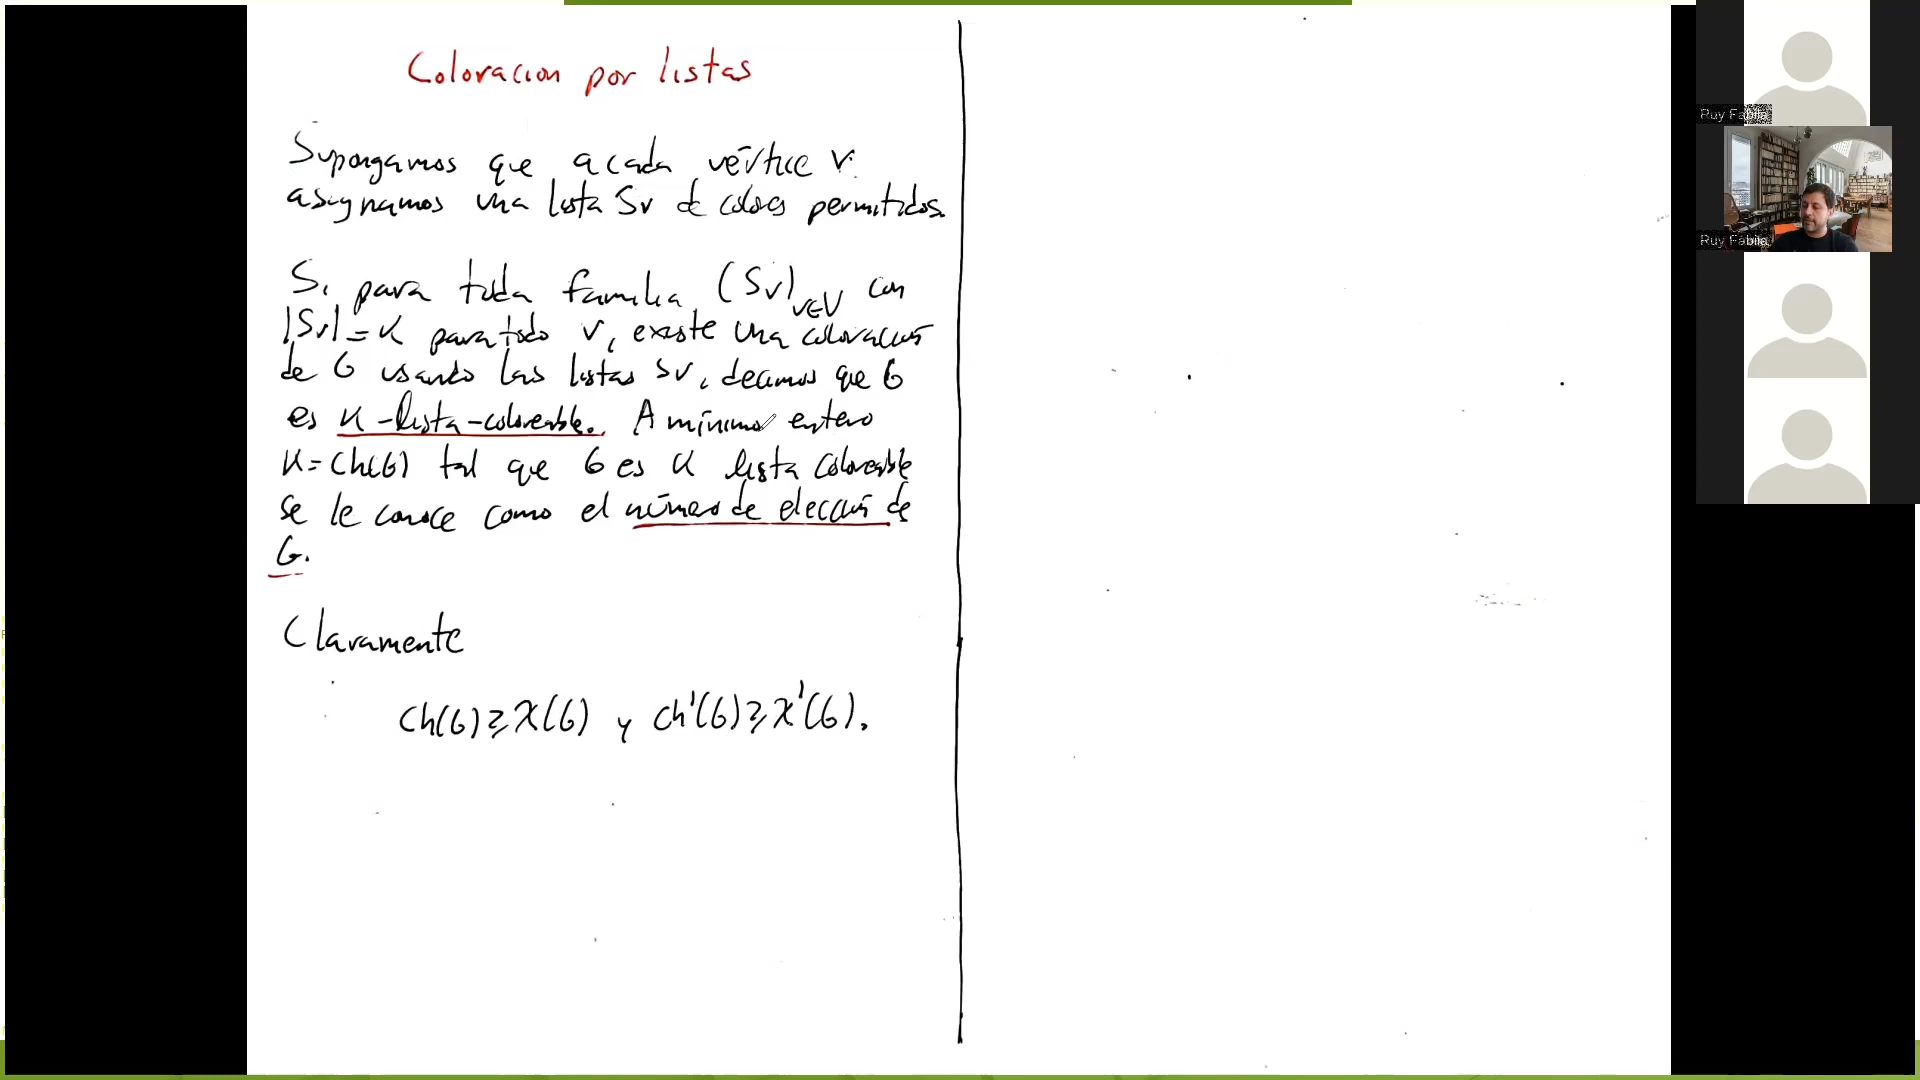 Coloracion por listas
Supongamos que a cada vértice v
asignamos una lista Sv de colores permitidos.
Si para toda familia (Sv)v∈V con
|Sv|=K para todo v, existe una coloración
de G usando las listas Sv, decimos que G
es K-lista-coloreable. A mínimo entero
K=Ch(G) tal que G es K lista coloreable
se le conoce como el número de elección de
G.
Claramente
Ch(G)≥χ(G) y Ch'(G)≥χ'(G).
Ruy Fabila
Ruy Fabila